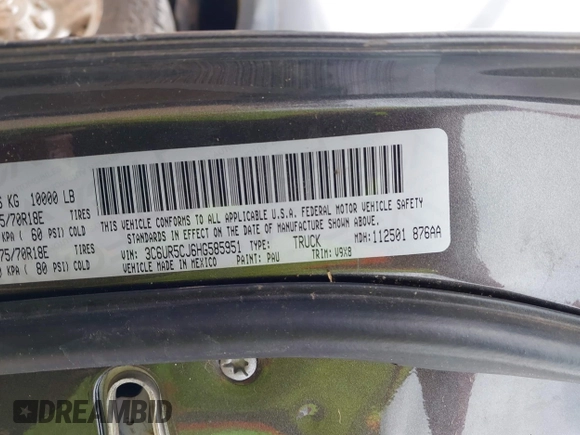 KG 10000 LB
5/70R18E TIRES
KPA ( 60 PSI) COLD
75/70R18E TIRES
KPA ( 80 PSI) COLD
THIS VEHICLE CONFORMS TO ALL APPLICABLE U.S.A. FEDERAL MOTOR VEHICLE SAFETY
STANDARDS IN EFFECT ON THE DATE OF MANUFACTURE SHOWN ABOVE.
VIN: 3C6UR5CJ6HG585951 TYPE: TRUCK MDH:112501 876AA
VEHICLE MADE IN MEXICO PAINT: PAU TRIM: V9X8
DREAMBID